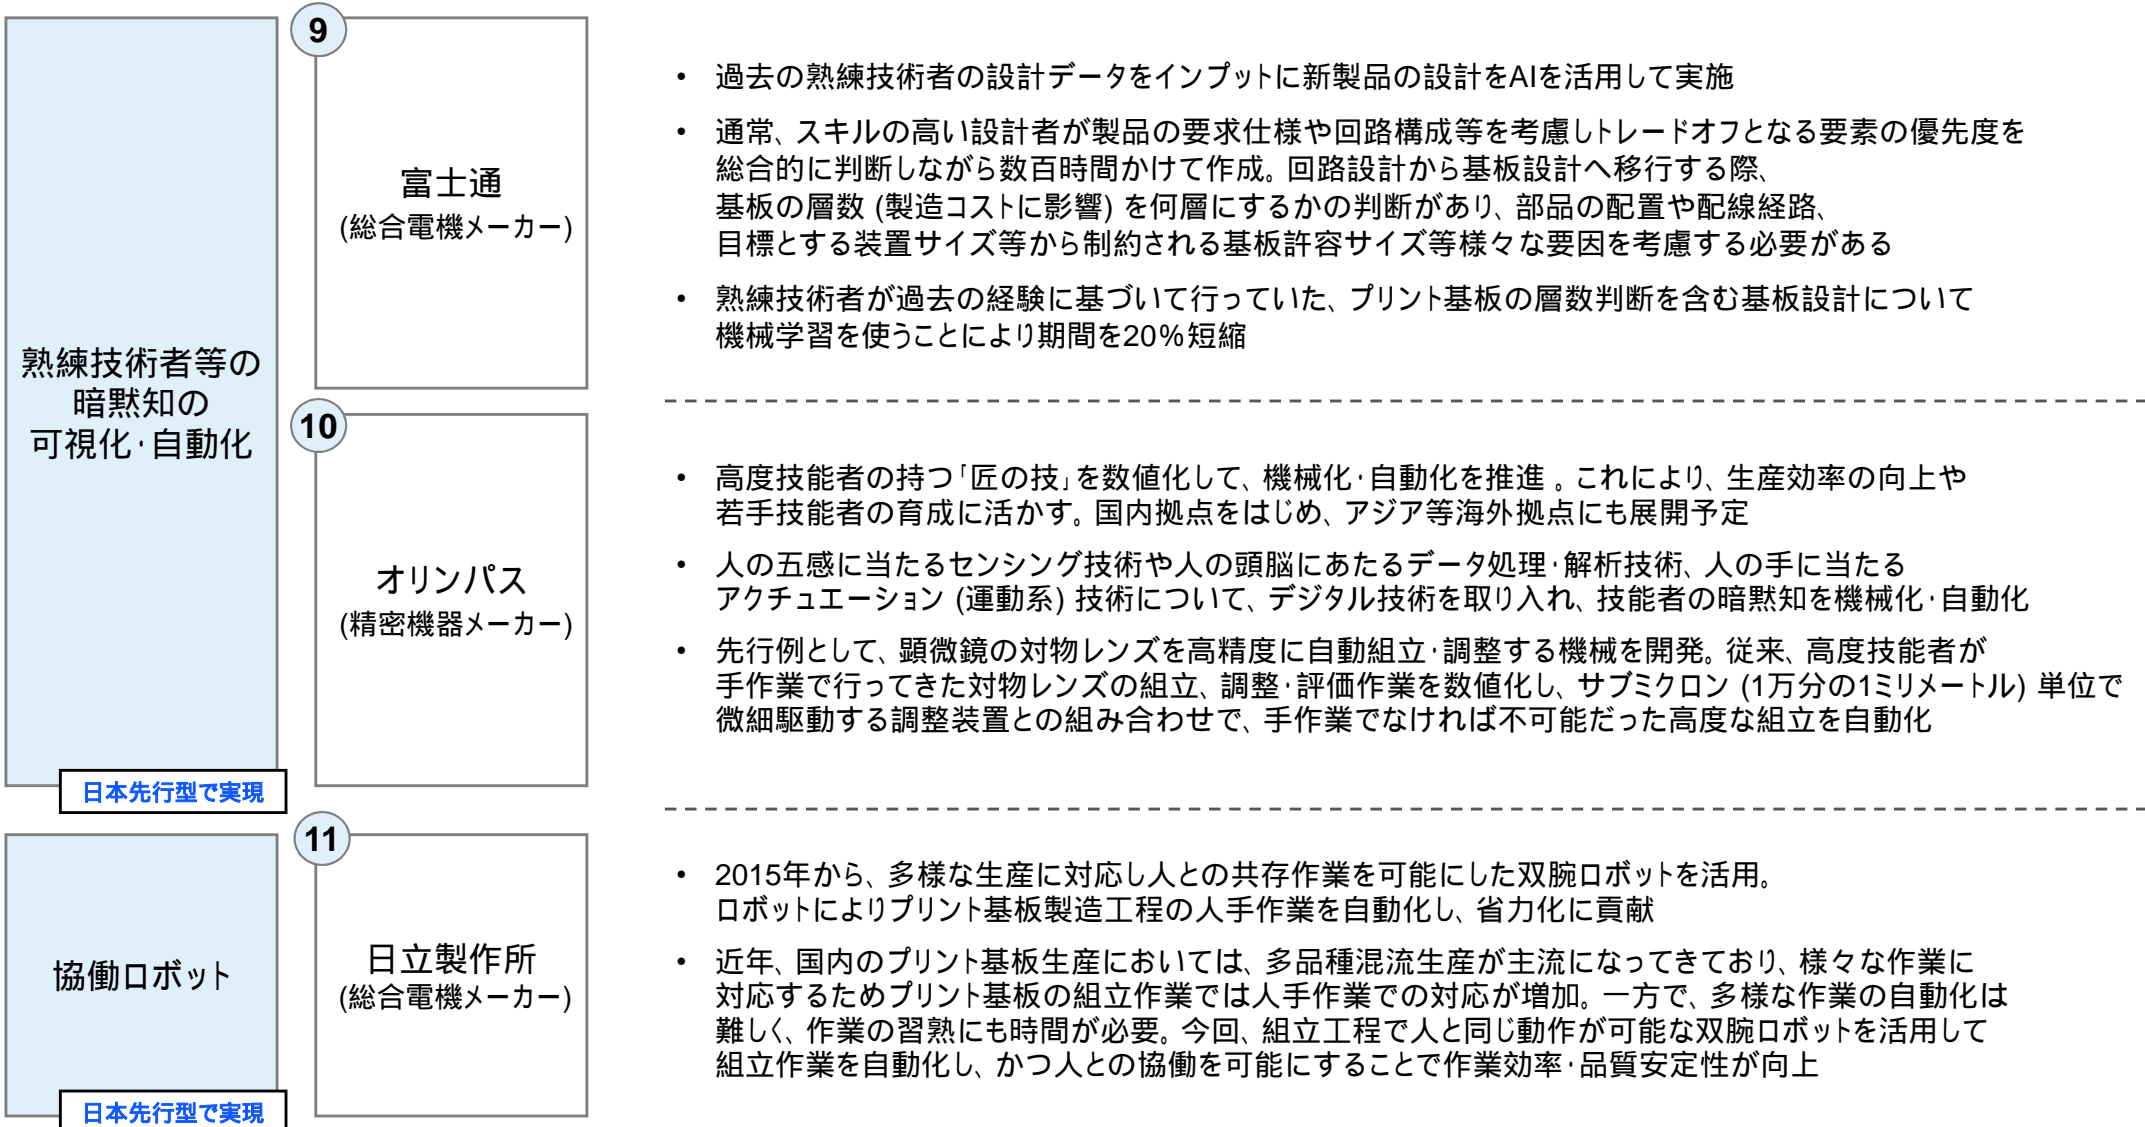 熟練技術者等の
暗黙知の
可視化・自動化
日本先行型で実現
9
富士通
(総合電機メーカー)
• 過去の熟練技術者の設計データをインプットに新製品の設計をAIを活用して実施
• 通常、スキルの高い設計者が製品の要求仕様や回路構成等を考慮しトレードオフとなる要素の優先度を
総合的に判断しながら数百時間かけて作成。回路設計から基板設計へ移行する際、
基板の層数 (製造コストに影響) を何層にするかの判断があり、部品の配置や配線経路、
目標とする装置サイズ等から制約される基板許容サイズ等様々な要因を考慮する必要がある
• 熟練技術者が過去の経験に基づいて行っていた、プリント基板の層数判断を含む基板設計について
機械学習を使うことにより期間を20%短縮
10
オリンパス
(精密機器メーカー)
• 高度技能者の持つ「匠の技」を数値化して、機械化・自動化を推進 。これにより、生産効率の向上や
若手技能者の育成に活かす。国内拠点をはじめ、アジア等海外拠点にも展開予定
• 人の五感に当たるセンシング技術や人の頭脳にあたるデータ処理・解析技術、人の手に当たる
アクチュエーション (運動系) 技術について、デジタル技術を取り入れ、技能者の暗黙知を機械化・自動化
• 先行例として、顕微鏡の対物レンズを高精度に自動組立・調整する機械を開発。従来、高度技能者が
手作業で行ってきた対物レンズの組立、調整・評価作業を数値化し、サブミクロン (1万分の1ミリメートル) 単位で
微細駆動する調整装置との組み合わせで、手作業でなければ不可能だった高度な組立を自動化
協働ロボット
日本先行型で実現
11
日立製作所
(総合電機メーカー)
• 2015年から、多様な生産に対応し人との共存作業を可能にした双腕ロボットを活用。
ロボットによりプリント基板製造工程の人手作業を自動化し、省力化に貢献
• 近年、国内のプリント基板生産においては、多品種混流生産が主流になってきており、様々な作業に
対応するためプリント基板の組立作業では人手作業での対応が増加。一方で、多様な作業の自動化は
難しく、作業の習熟にも時間が必要。今回、組立工程で人と同じ動作が可能な双腕ロボットを活用して
組立作業を自動化し、かつ人との協働を可能にすることで作業効率・品質安定性が向上